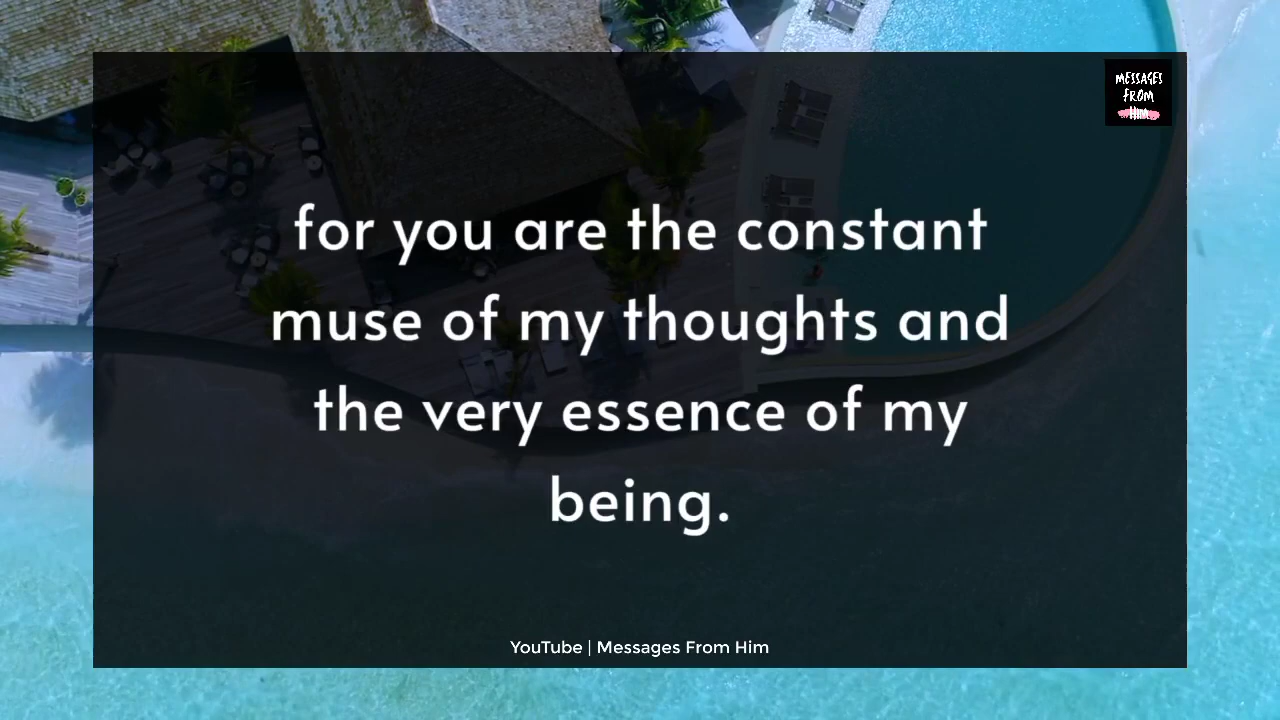 MESSAGES
FROM
Him
for you are the constant
muse of my thoughts and
the very essence of my
being.
YouTube | Messages From Him